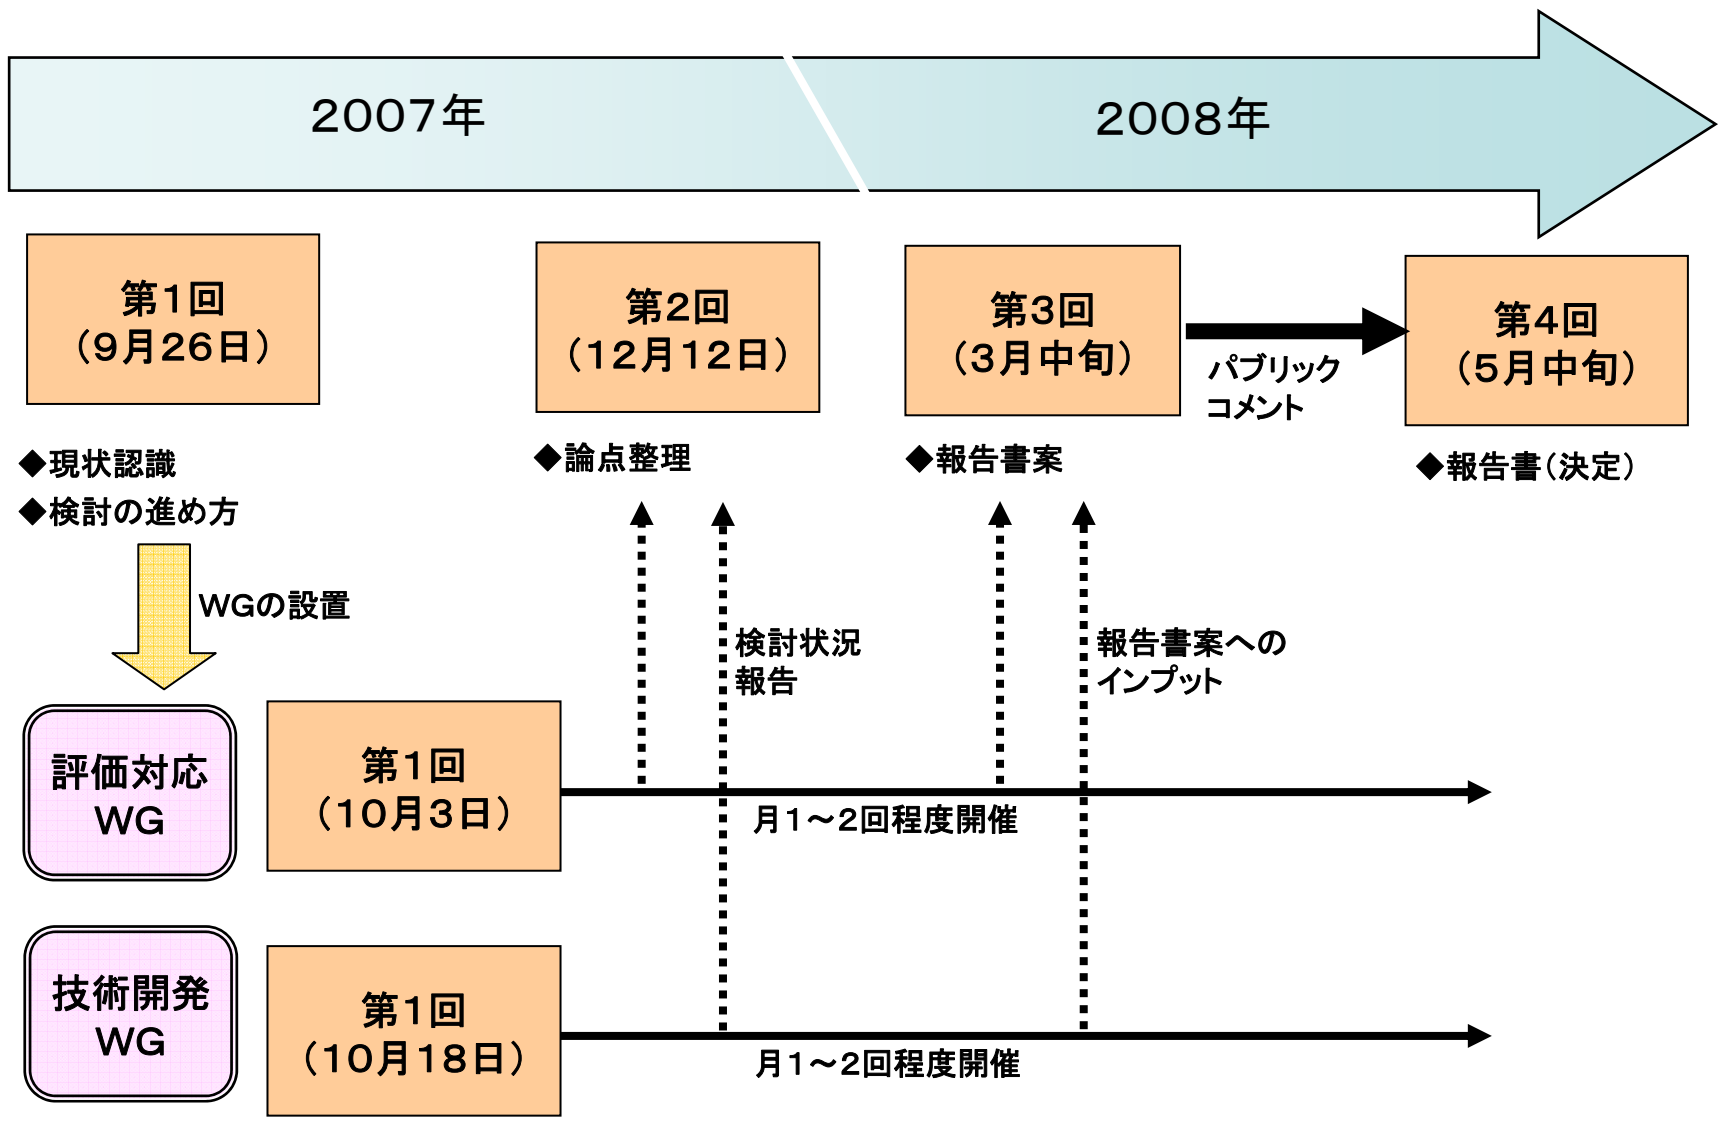 2007年
2008年
第1回
（9月26日）
第2回
（12月12日）
第3回
（3月中旬）
パブリック
コメント
第4回
（5月中旬）
◆現状認識
◆検討の進め方
◆論点整理
◆報告書案
◆報告書（決定）
WGの設置
検討状況
報告
報告書案への
インプット
評価対応
WG
第1回
（10月3日）
月1～2回程度開催
技術開発
WG
第1回
（10月18日）
月1～2回程度開催